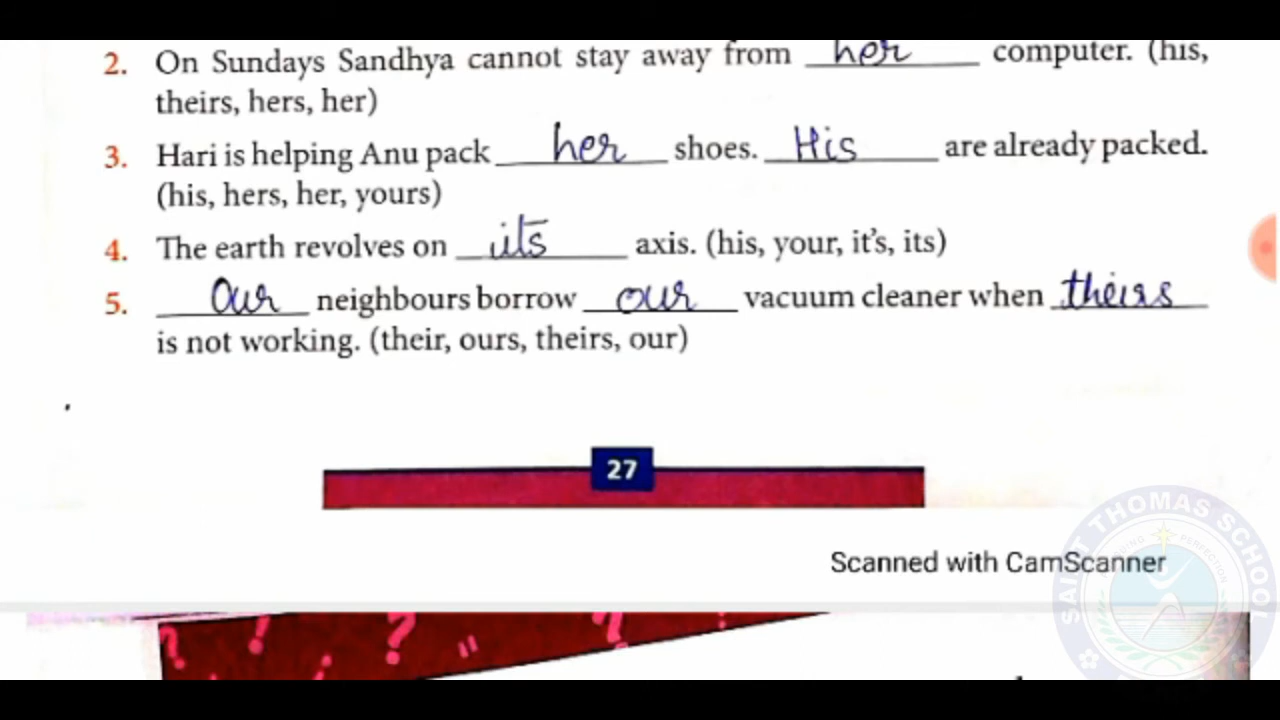 2. On Sundays Sandhya cannot stay away from her computer. (his,
theirs, hers, her)
3. Hari is helping Anu pack her shoes. His are already packed.
(his, hers, her, yours)
4. The earth revolves on its axis. (his, your, it's, its)
5. Our neighbours borrow our vacuum cleaner when theirs
is not working. (their, ours, theirs, our)
27
Scanned with CamScanner
SAINT THOMAS SCHOOL